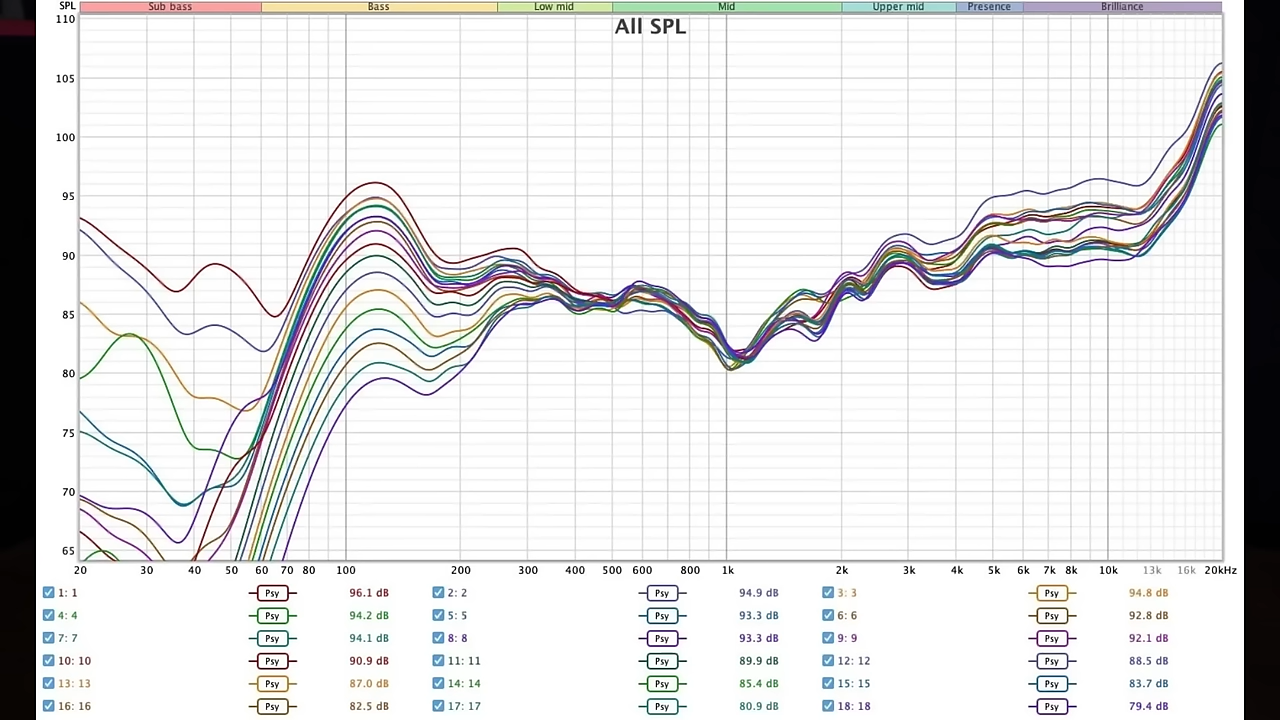 SPL Sub bass Bass Low mid Mid Upper mid Presence Brilliance
110
All SPL
105
100
95
90
85
80
75
70
65
20 30 40 50 60 70 80 100 200 300 400 500 600 800 1k 2k 3k 4k 5k 6k 7k 8k 10k 13k 16k 20kHz
1: 1 Psy 96.1 dB 2: 2 Psy 94.9 dB 3: 3 Psy 94.8 dB
4: 4 Psy 94.2 dB 5: 5 Psy 93.3 dB 6: 6 Psy 92.8 dB
7: 7 Psy 94.1 dB 8: 8 Psy 93.3 dB 9: 9 Psy 92.1 dB
10: 10 Psy 90.9 dB 11: 11 Psy 89.9 dB 12: 12 Psy 88.5 dB
13: 13 Psy 87.0 dB 14: 14 Psy 85.4 dB 15: 15 Psy 83.7 dB
16: 16 Psy 82.5 dB 17: 17 Psy 80.9 dB 18: 18 Psy 79.4 dB